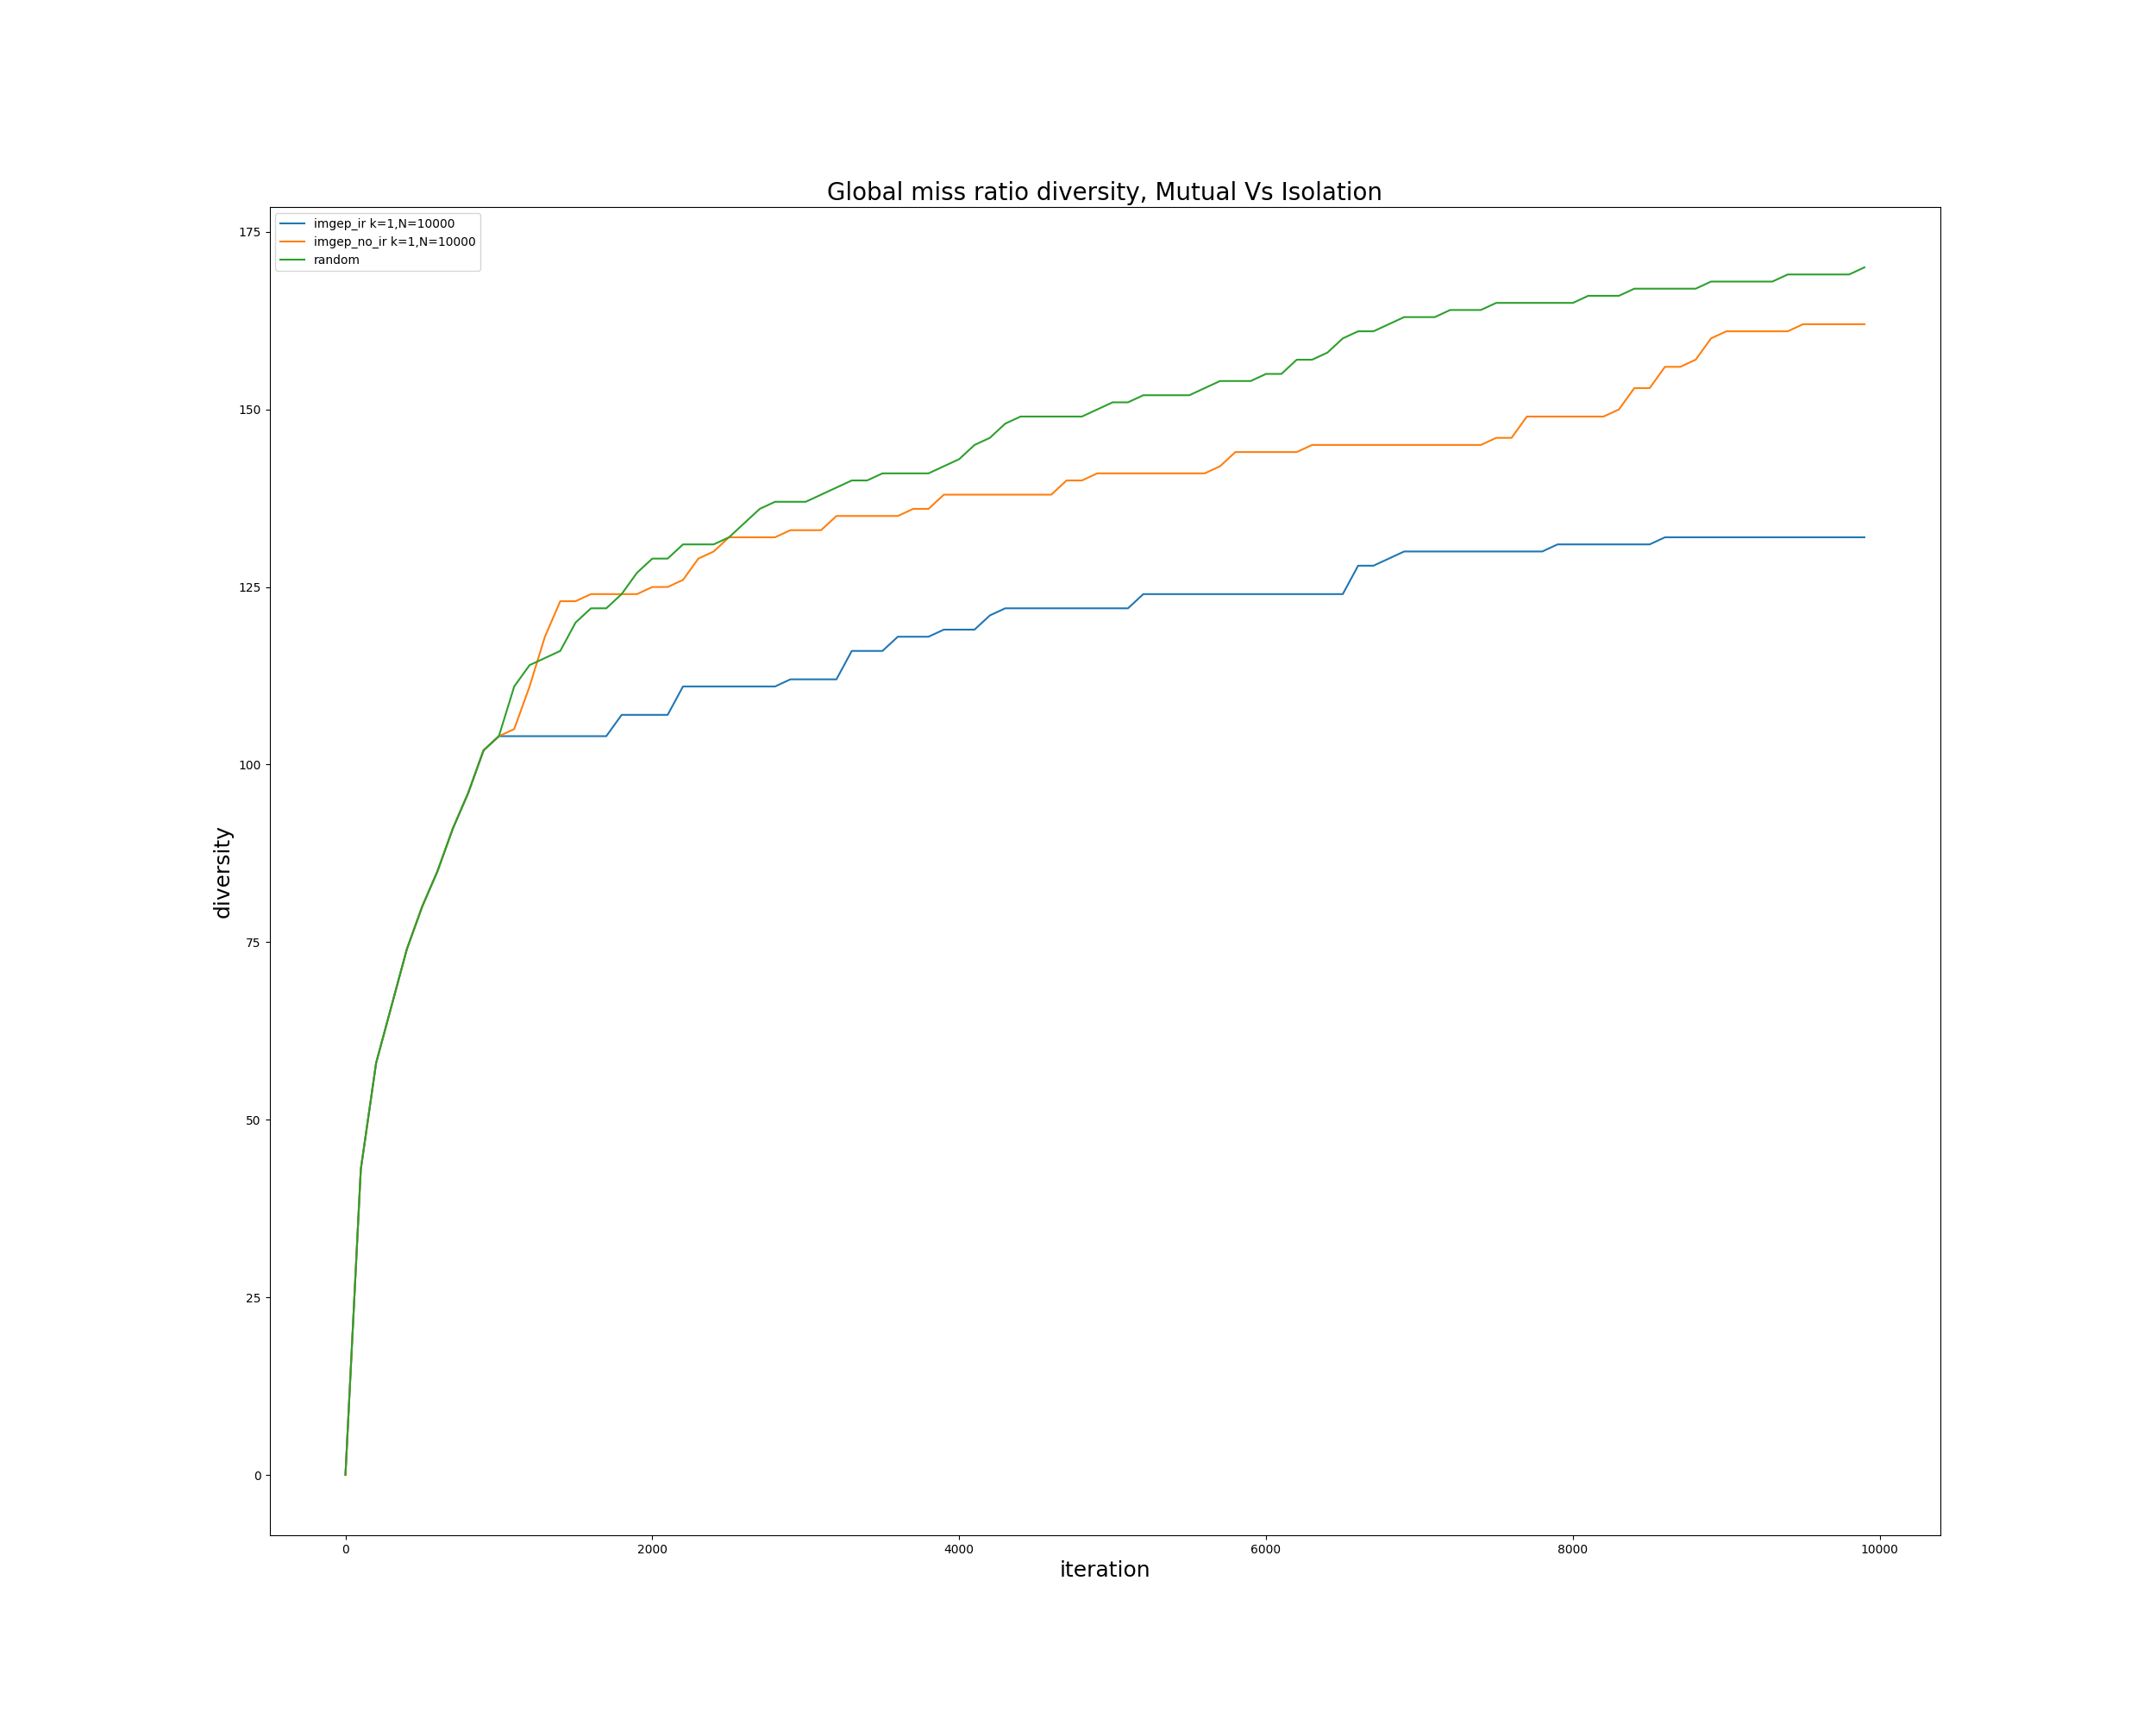 Global miss ratio diversity, Mutual Vs Isolation
imgep_ir k=1,N=10000
imgep_no_ir k=1,N=10000
random
175
150
125
100
75
50
25
0
diversity
0 2000 4000 6000 8000 10000
iteration